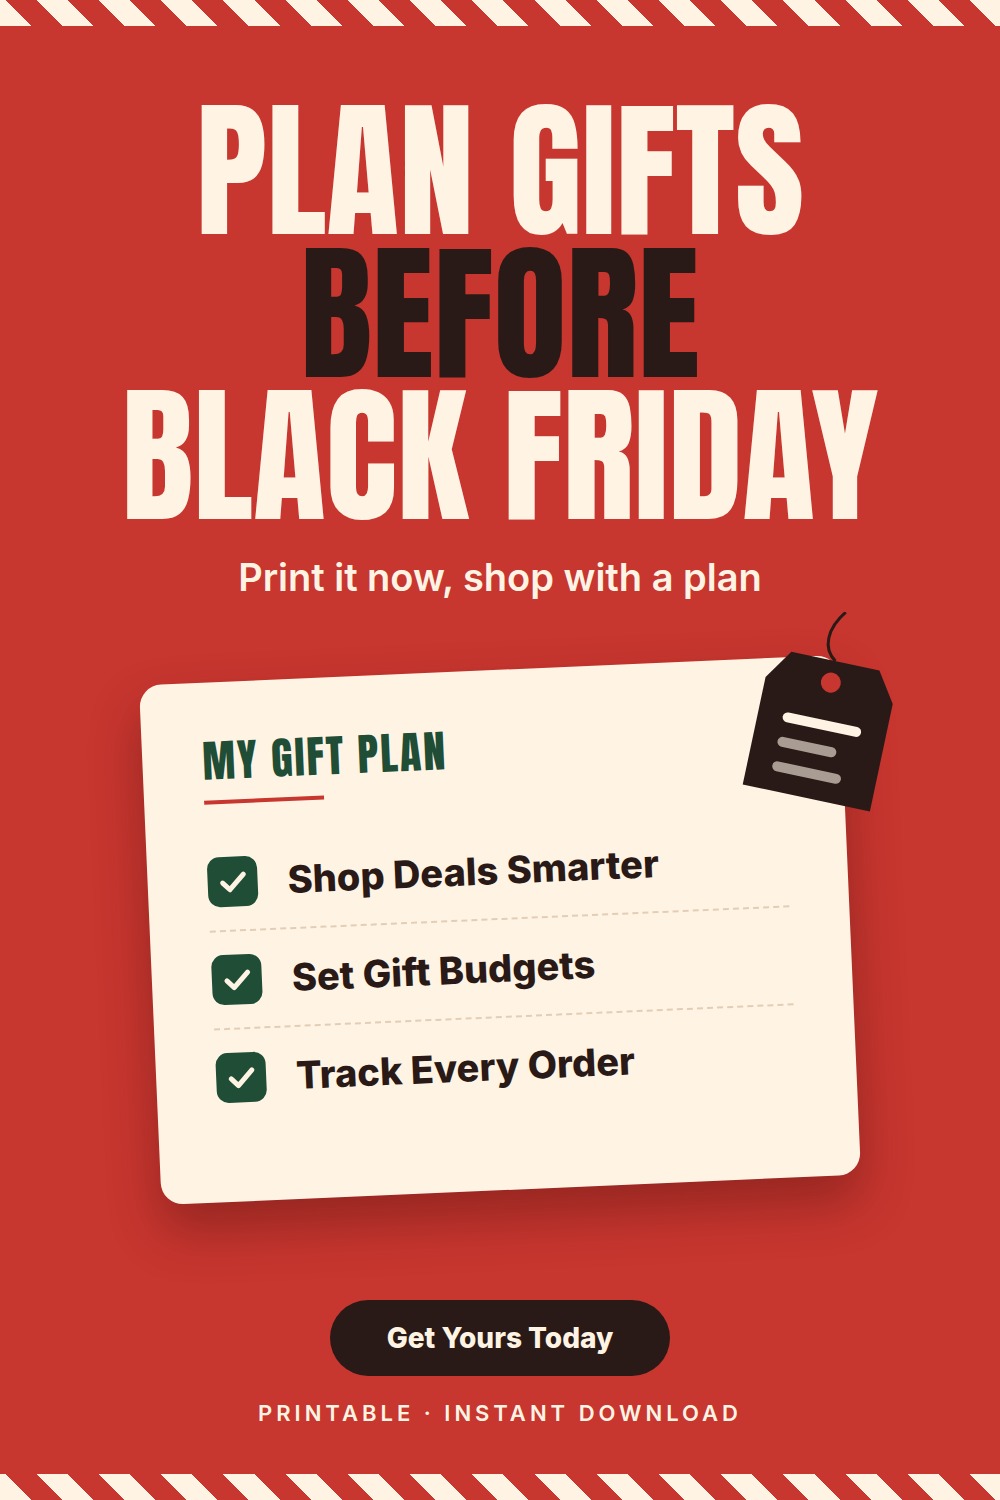 PLAN GIFTS
BEFORE
BLACK FRIDAY
Print it now, shop with a plan
MY GIFT PLAN
Shop Deals Smarter
Set Gift Budgets
Track Every Order
Get Yours Today
PRINTABLE · INSTANT DOWNLOAD